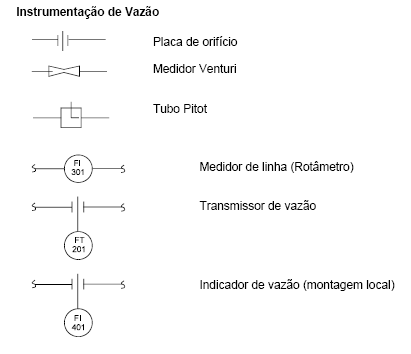 Instrumentação de Vazão
Placa de orifício
Medidor Venturi
Tubo Pitot
FI
301
Medidor de linha (Rotâmetro)
Transmissor de vazão
FT
201
Indicador de vazão (montagem local)
FI
401